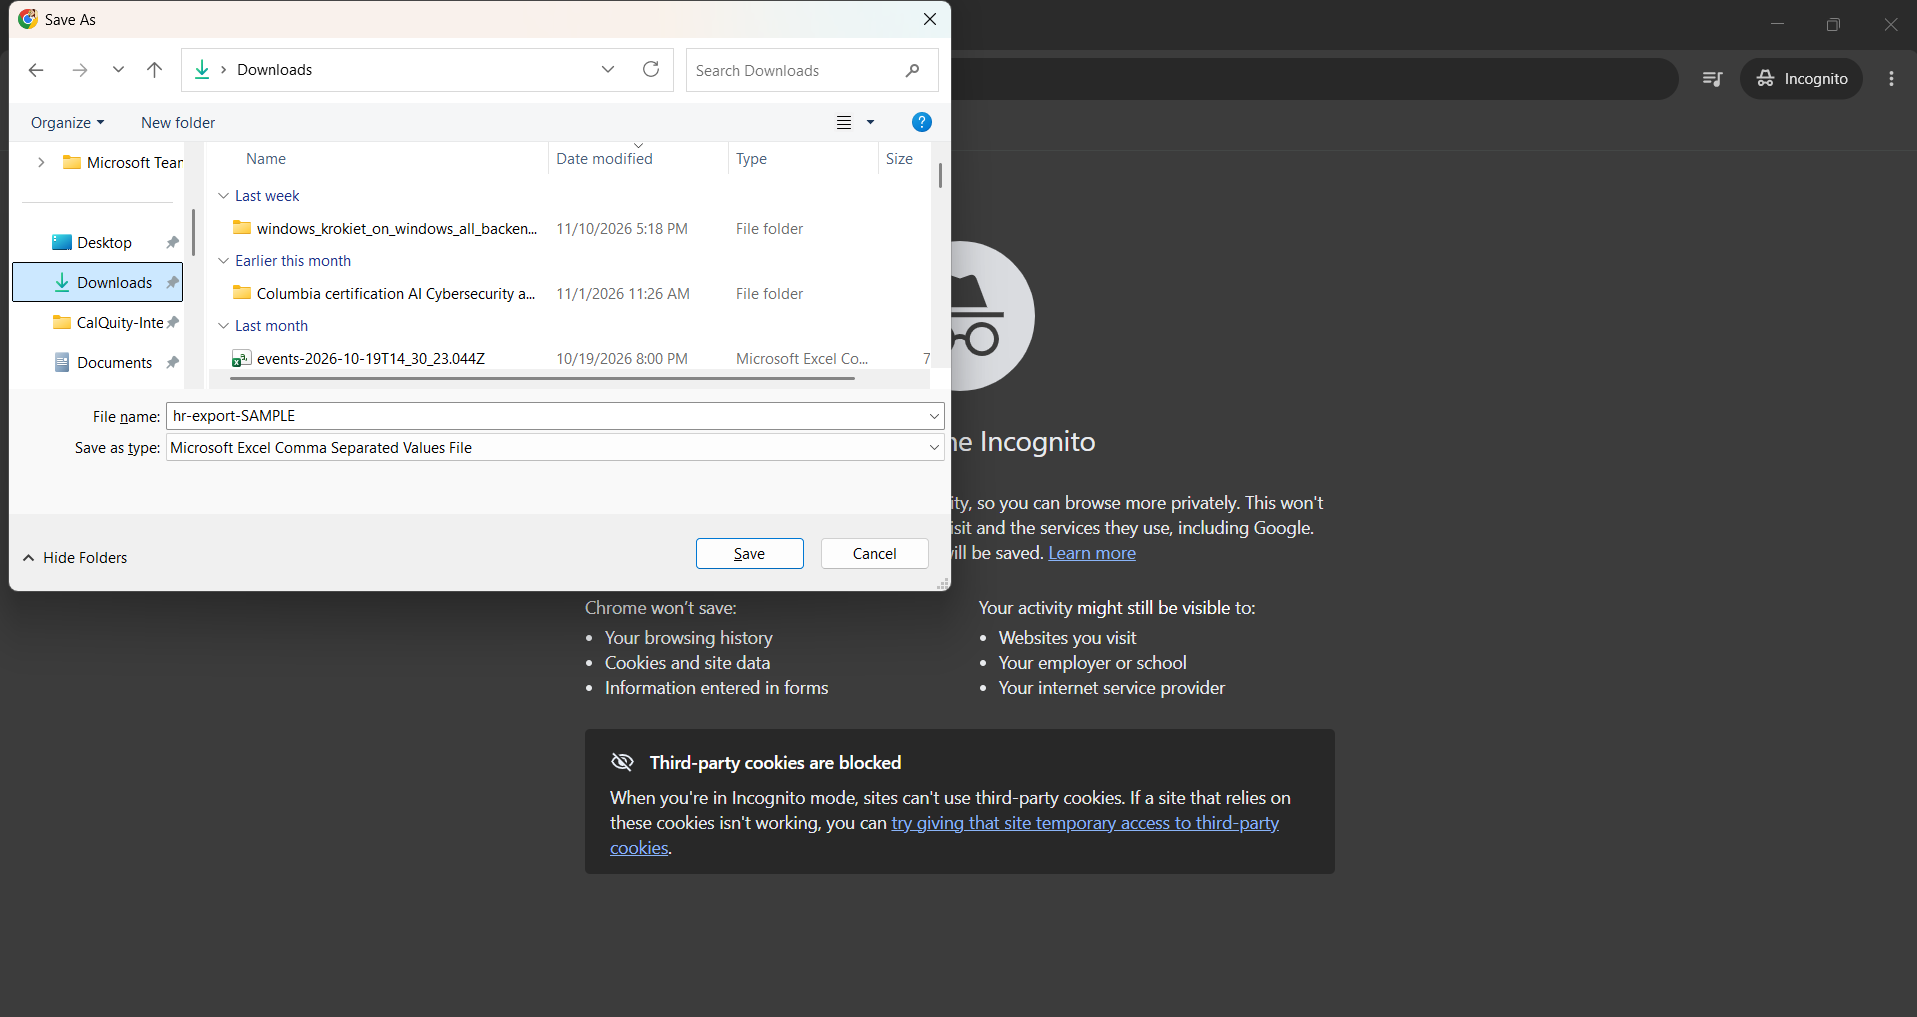 Save As
Downloads
Search Downloads
Incognito
Organize
New folder
Microsoft Tear
Desktop
Downloads
CalQuity-Inte
Documents
Name
Date modified
Type
Size
Last week
windows_krokiet_on_windows_all_backen...
11/10/2026 5:18 PM
File folder
Earlier this month
Columbia certification AI Cybersecurity a...
11/1/2026 11:26 AM
File folder
Last month
events-2026-10-19T14_30_23.044Z
10/19/2026 8:00 PM
Microsoft Excel Co...
7
File name: hr-export-SAMPLE
Save as type: Microsoft Excel Comma Separated Values File
Hide Folders
Save
Cancel
ne Incognito
ity, so you can browse more privately. This won't
isit and the services they use, including Google.
will be saved. Learn more
Chrome won't save:
• Your browsing history
• Cookies and site data
• Information entered in forms
Your activity might still be visible to:
• Websites you visit
• Your employer or school
• Your internet service provider
Third-party cookies are blocked
When you're in Incognito mode, sites can't use third-party cookies. If a site that relies on
these cookies isn't working, you can try giving that site temporary access to third-party
cookies.